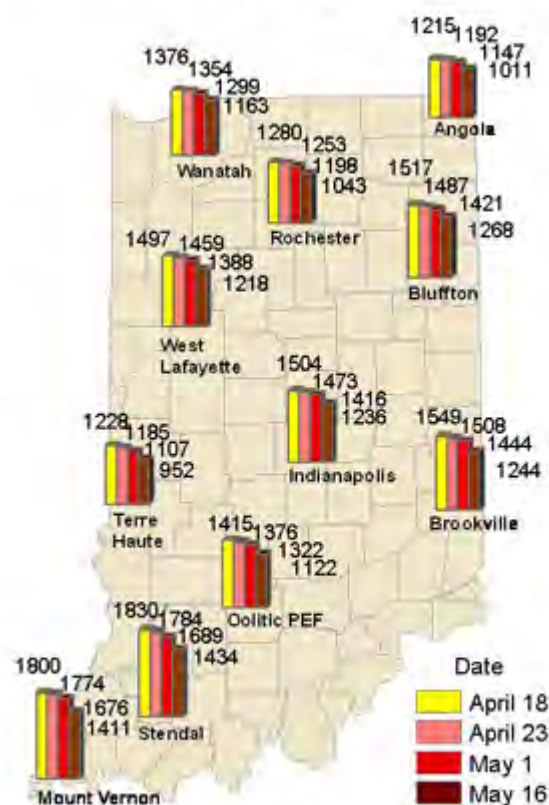 1215
1192
1147
1011
Angola
1376
1354
1299
1163
Wanatah
1280
1253
1198
1043
Rochester
1517
1487
1421
1268
Bluffton
1497
1459
1388
1218
West
Lafayette
1504
1473
1416
1236
Indianapolis
1549
1508
1444
1244
Brookville
1228
1185
1107
952
Terre
Haute
1415
1376
1322
1122
Oolitic PEF
1830
1784
1689
1434
Stendal
1800
1774
1676
1411
Mount Vernon
Date
April 18
April 23
May 1
May 16